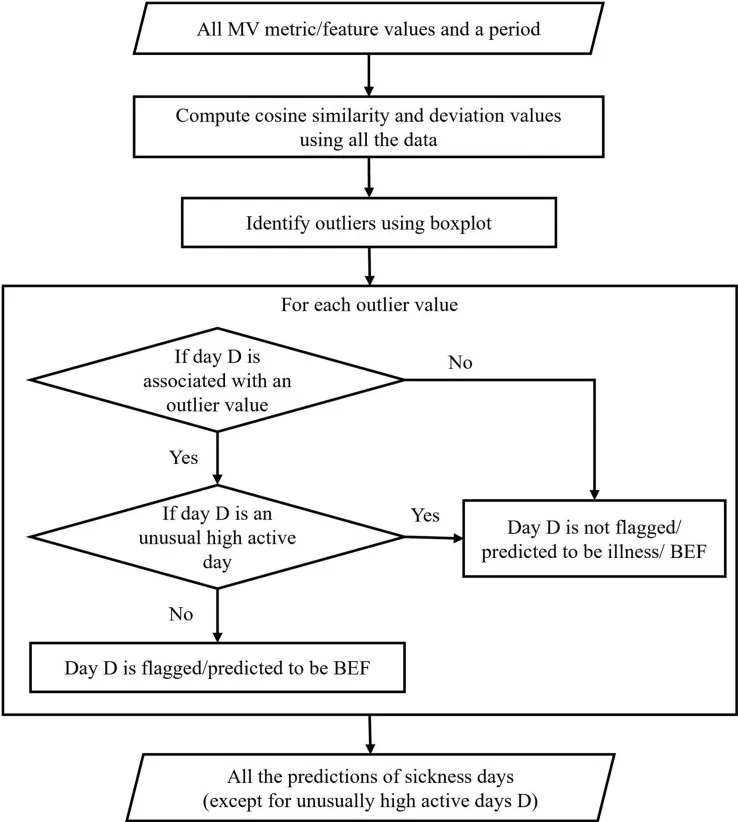 All MV metric/feature values and a period
Compute cosine similarity and deviation values
using all the data
Identify outliers using boxplot
For each outlier value
If day D is
associated with an
outlier value
No
Yes
If day D is an
unusual high active
day
Yes
Day D is not flagged/
predicted to be illness/ BEF
No
Day D is flagged/predicted to be BEF
All the predictions of sickness days
(except for unusually high active days D)